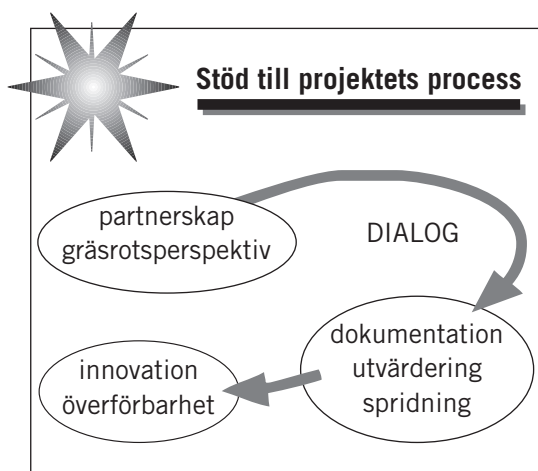 Stöd till projektets process
partnerskap
gräsrotsperspektiv
DIALOG
dokumentation
utvärdering
spridning
innovation
överförbarhet